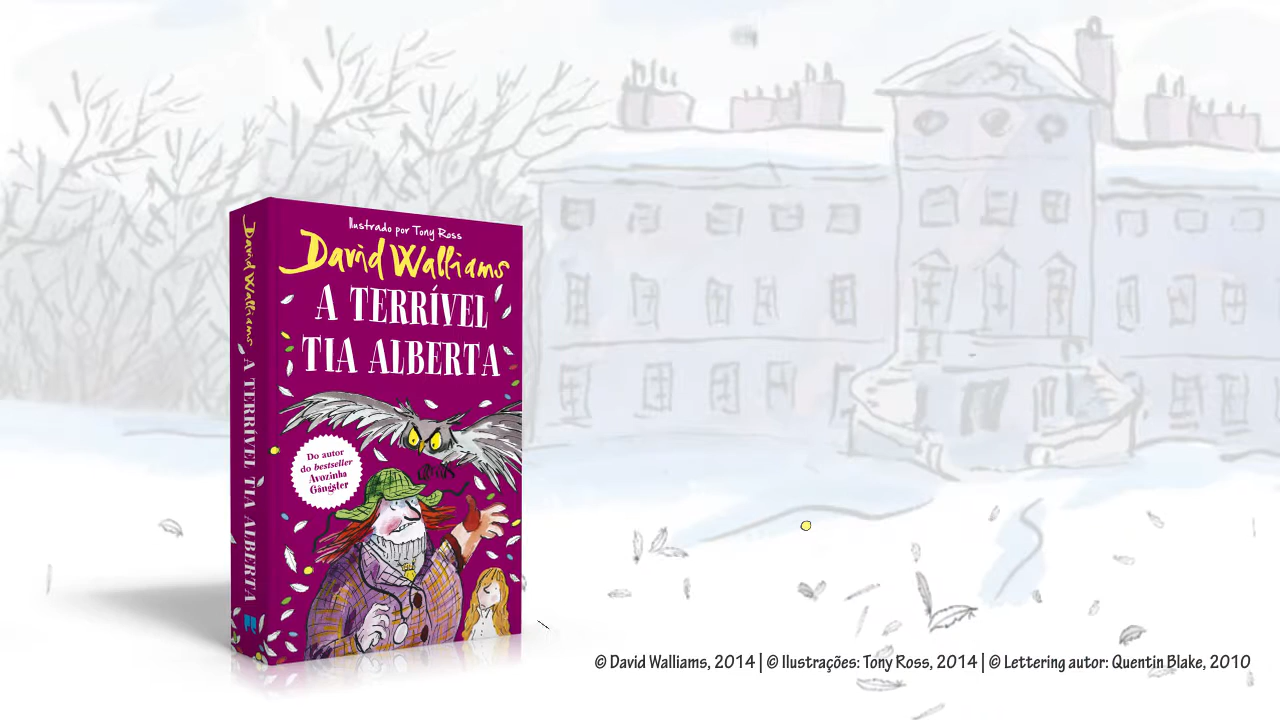 Ilustrado por Tony Ross
David Walliams
A TERRÍVEL
TIA ALBERTA
Do autor
do bestseller
Avozinha
Gângster
David Walliams A TERRÍVEL TIA ALBERTA
© David Walliams, 2014 | © Ilustrações: Tony Ross, 2014 | © Lettering autor: Quentin Blake, 2010